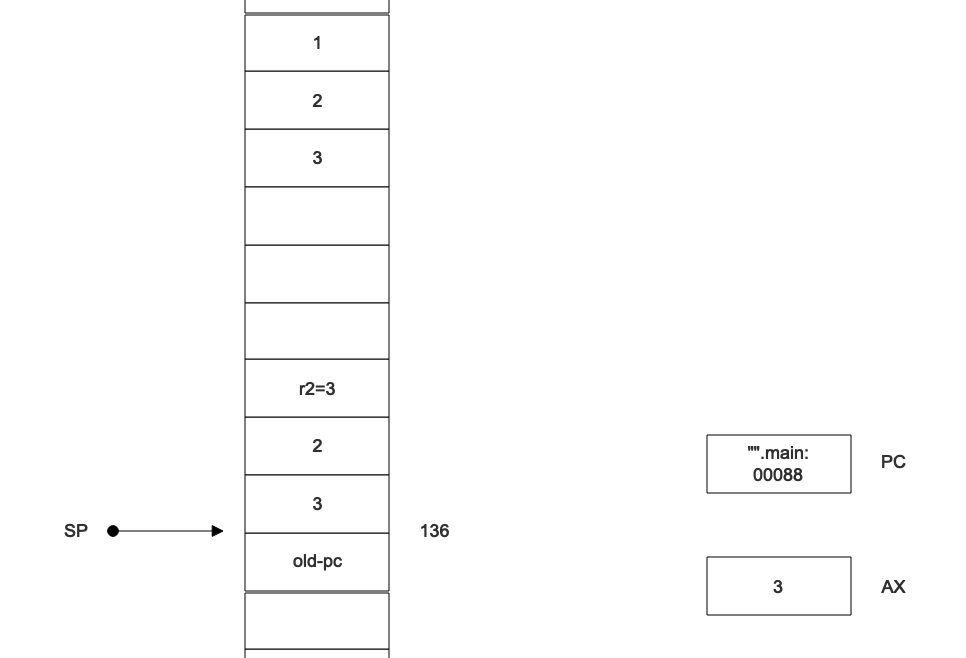 1
2
3
r2=3
2
"".main:
00088
PC
3
SP
136
old-pc
3
AX